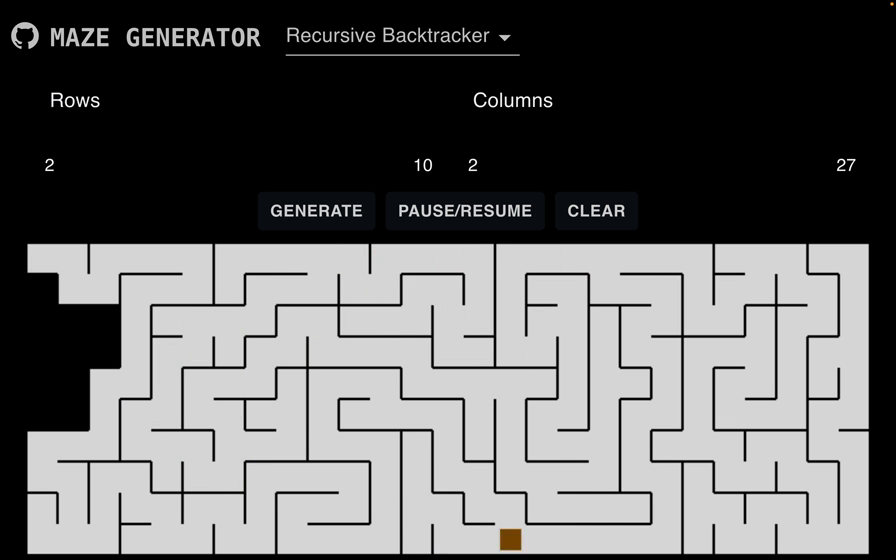 MAZE GENERATOR Recursive Backtracker
Rows Columns
2 10 2 27
GENERATE PAUSE/RESUME CLEAR